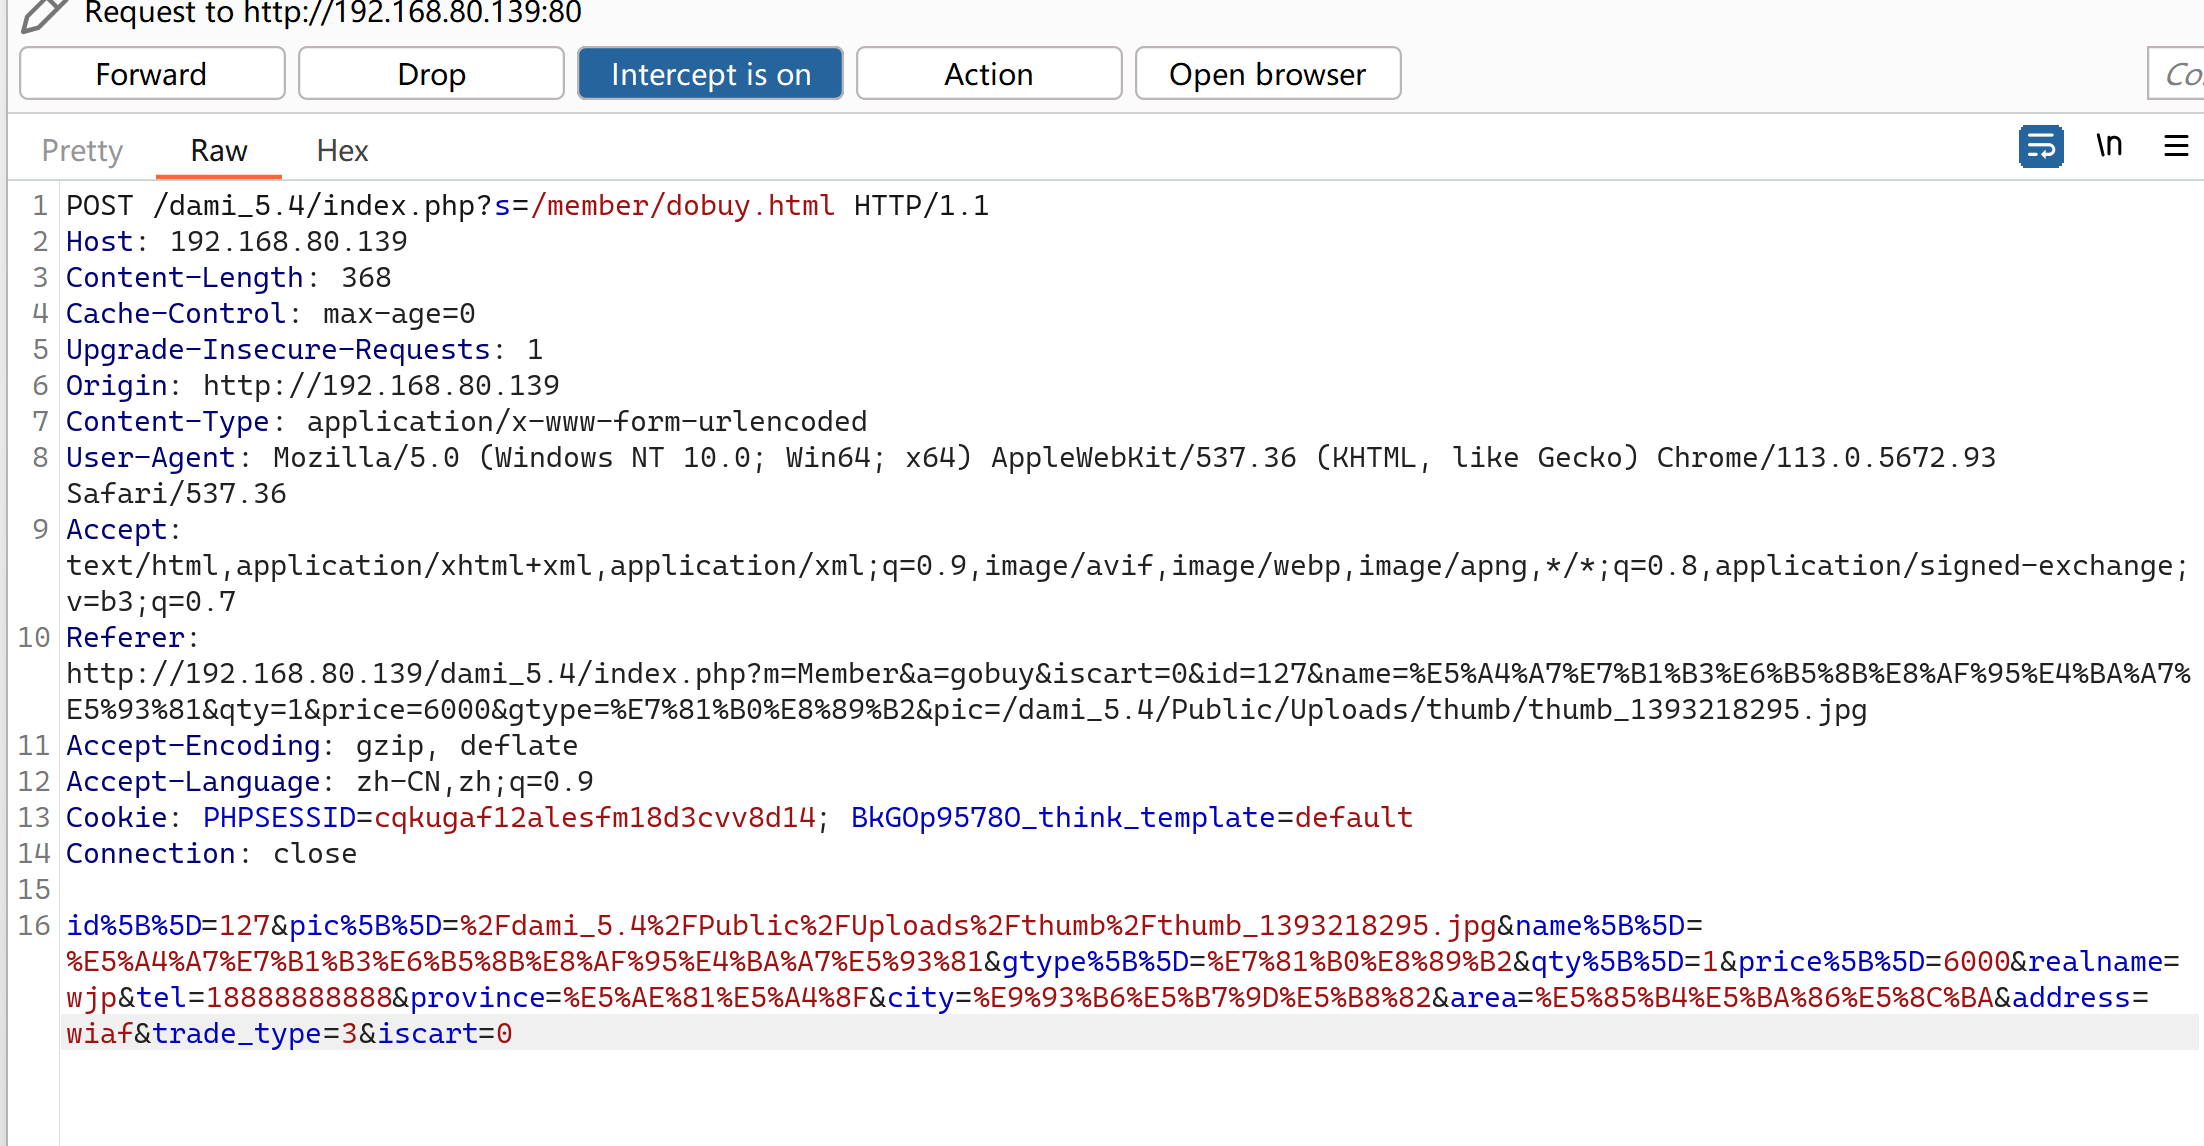 Request to http://192.168.80.139:80
Forward Drop Intercept is on Action Open browser
Pretty Raw Hex \n
1 POST /dami_5.4/index.php?s=/member/dobuy.html HTTP/1.1
2 Host: 192.168.80.139
3 Content-Length: 368
4 Cache-Control: max-age=0
5 Upgrade-Insecure-Requests: 1
6 Origin: http://192.168.80.139
7 Content-Type: application/x-www-form-urlencoded
8 User-Agent: Mozilla/5.0 (Windows NT 10.0; Win64; x64) AppleWebKit/537.36 (KHTML, like Gecko) Chrome/113.0.5672.93
Safari/537.36
9 Accept:
text/html,application/xhtml+xml,application/xml;q=0.9,image/avif,image/webp,image/apng,*/*;q=0.8,application/signed-exchange;
v=b3;q=0.7
10 Referer:
http://192.168.80.139/dami_5.4/index.php?m=Member&a=gobuy&iscart=0&id=127&name=%E5%A4%A7%E7%B1%B3%E6%B5%8B%E8%AF%95%E4%BA%A7%
E5%93%81&qty=1&price=6000&gtype=%E7%81%B0%E8%89%B2&pic=/dami_5.4/Public/Uploads/thumb/thumb_1393218295.jpg
11 Accept-Encoding: gzip, deflate
12 Accept-Language: zh-CN,zh;q=0.9
13 Cookie: PHPSESSID=cqkugaf12alesfm18d3cvv8d14; BkGOp9578O_think_template=default
14 Connection: close
15
16 id%5B%5D=127&pic%5B%5D=%2Fdami_5.4%2FPublic%2FUploads%2Fthumb%2Fthumb_1393218295.jpg&name%5B%5D=
%E5%A4%A7%E7%B1%B3%E6%B5%8B%E8%AF%95%E4%BA%A7%E5%93%81&gtype%5B%5D=%E7%81%B0%E8%89%B2&qty%5B%5D=1&price%5B%5D=6000&realname=
wjp&tel=18888888888&province=%E5%AE%81%E5%A4%8F&city=%E9%93%B6%E5%B7%9D%E5%B8%82&area=%E5%85%B4%E5%BA%86%E5%8C%BA&address=
wiaf&trade_type=3&iscart=0